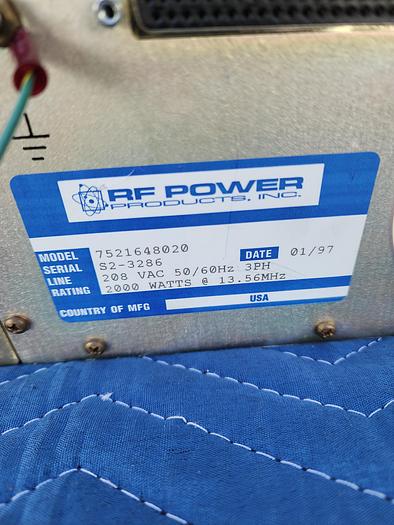 RF POWER
PRODUCTS, INC.
MODEL 7521648020 DATE 01/97
SERIAL S2-3286
LINE 208 VAC 50/60Hz 3PH
RATING 2000 WATTS @ 13.56MHz
COUNTRY OF MFG USA